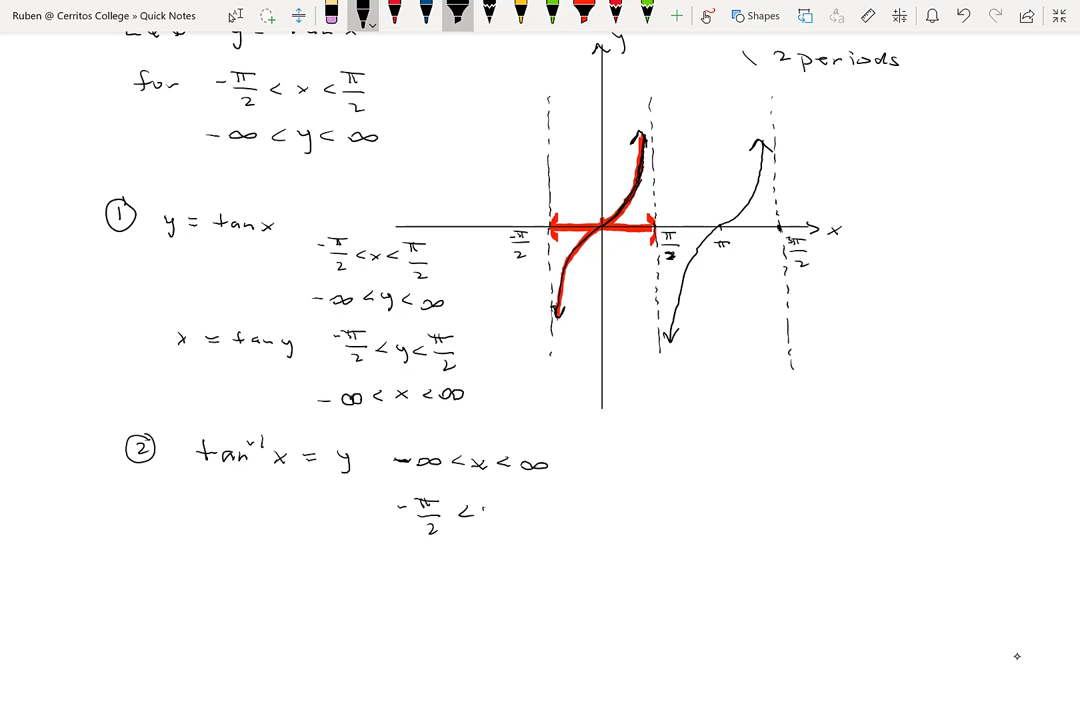 Ruben @ Cerritos College » Quick Notes
Shapes
y = tan x
for -π/2 < x < π/2
-∞ < y < ∞
① y = tan x
-π/2 < x < π/2
-∞ < y < ∞
x = tan y -π/2 < y < π/2
-∞ < x < ∞
② tan⁻¹ x = y -∞ < x < ∞
-π/2 <
y
2 periods
-π/2
π/2
π
3π/2
x